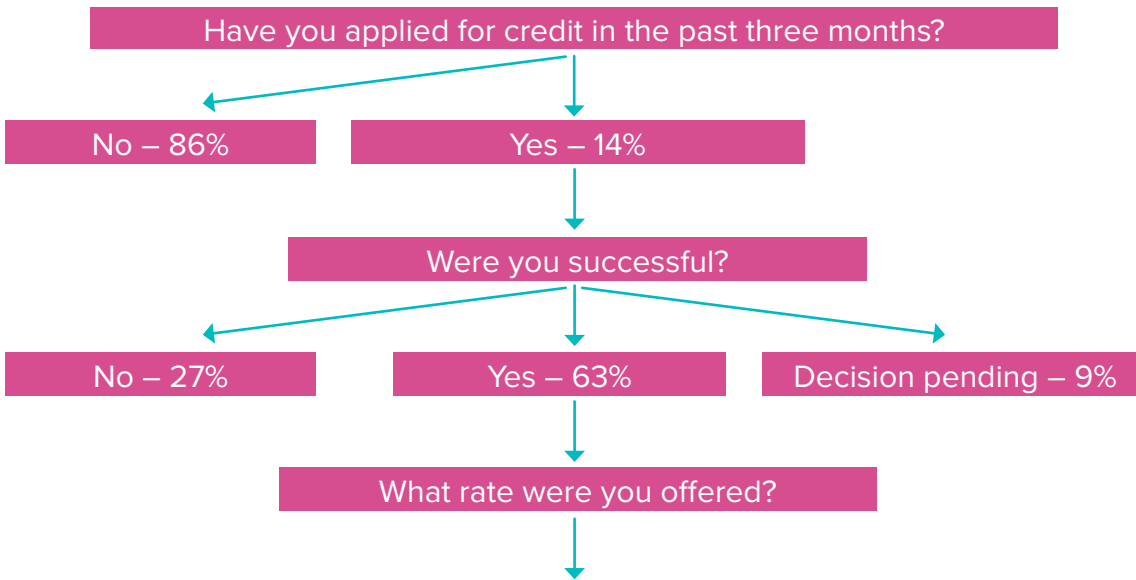 Have you applied for credit in the past three months?
No – 86%
Yes – 14%
Were you successful?
No – 27%
Yes – 63%
Decision pending – 9%
What rate were you offered?